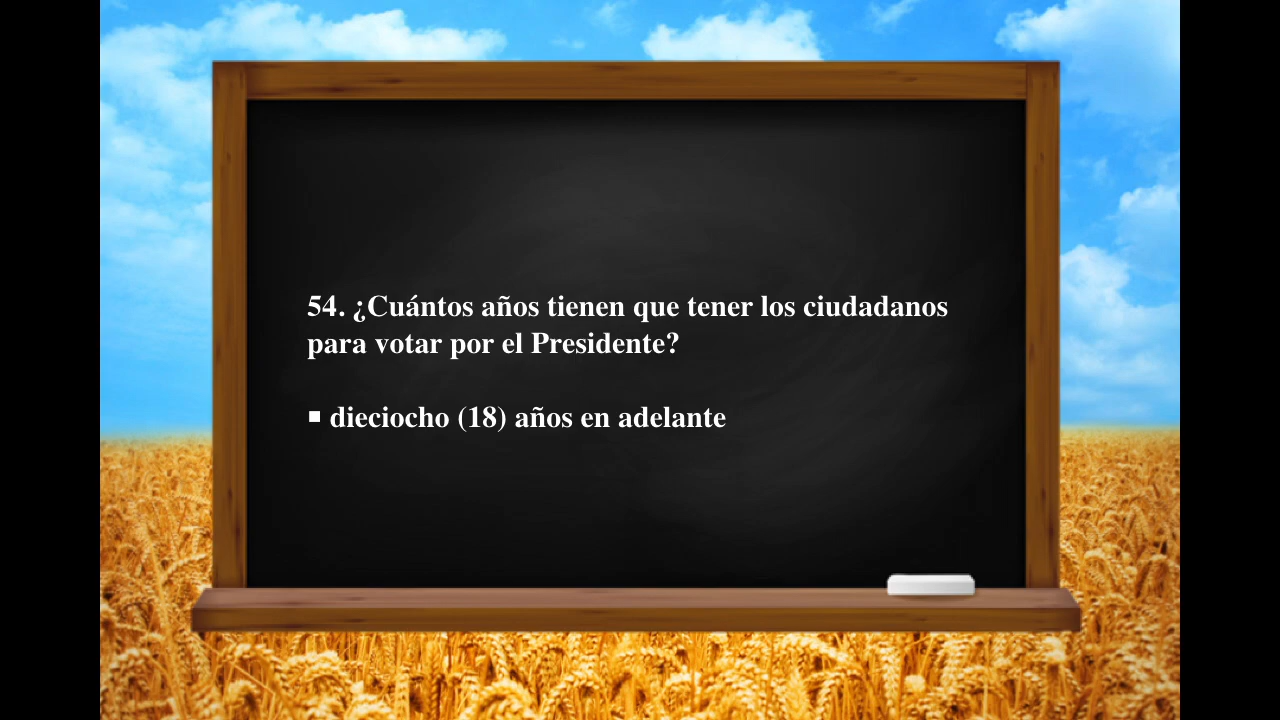 54. ¿Cuántos años tienen que tener los ciudadanos
para votar por el Presidente?
▪ dieciocho (18) años en adelante